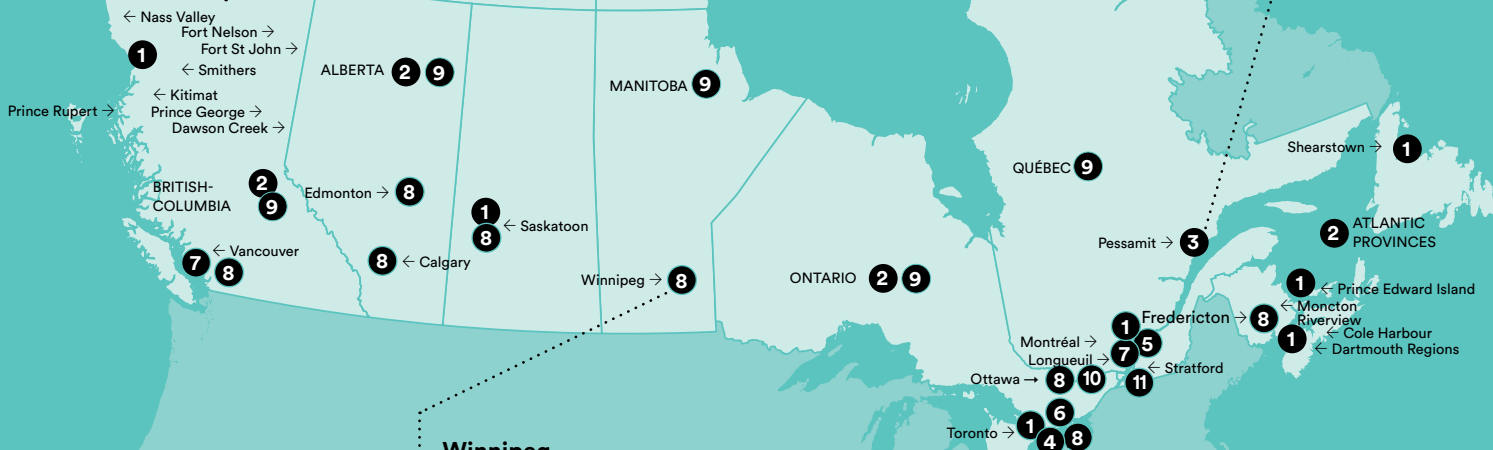 ← Nass Valley
Fort Nelson →
Fort St John →
1
← Smithers
← Kitimat
Prince Rupert →
Prince George →
Dawson Creek →
BRITISH-
COLUMBIA
2
9
← Vancouver
7
8
ALBERTA 2 9
Edmonton → 8
8 ← Calgary
1
8
← Saskatoon
MANITOBA 9
Winnipeg → 8
Winnipeg
ONTARIO 2 9
QUÉBEC 9
Pessamit → 3
Shearstown → 1
2 ATLANTIC
PROVINCES
1 ← Prince Edward Island
Fredericton → 8
← Moncton
Riverview
1
← Cole Harbour
← Dartmouth Regions
1
Montréal →
5
Longueuil → 7
← Stratford
11
Ottawa → 8 10
6
Toronto → 1
4 8